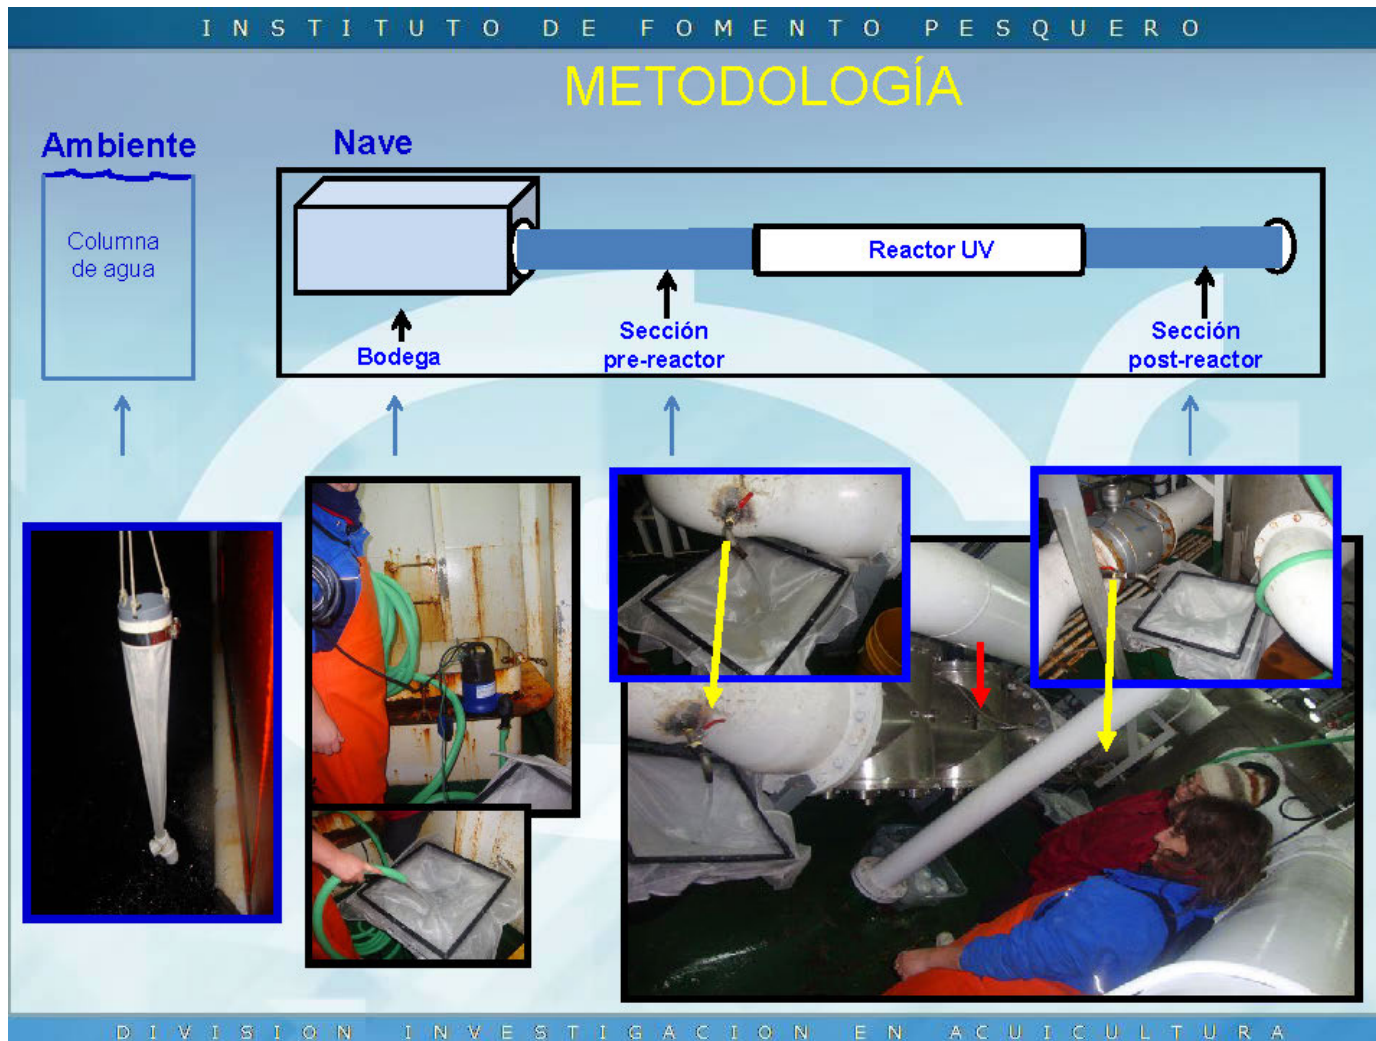 INSTITUTO DE FOMENTO PESQUERO
METODOLOGÍA
Ambiente
Nave
Columna
de agua
Reactor UV
Bodega
Sección
pre-reactor
Sección
post-reactor
DIVISION INVESTIGACION EN ACUICULTURA